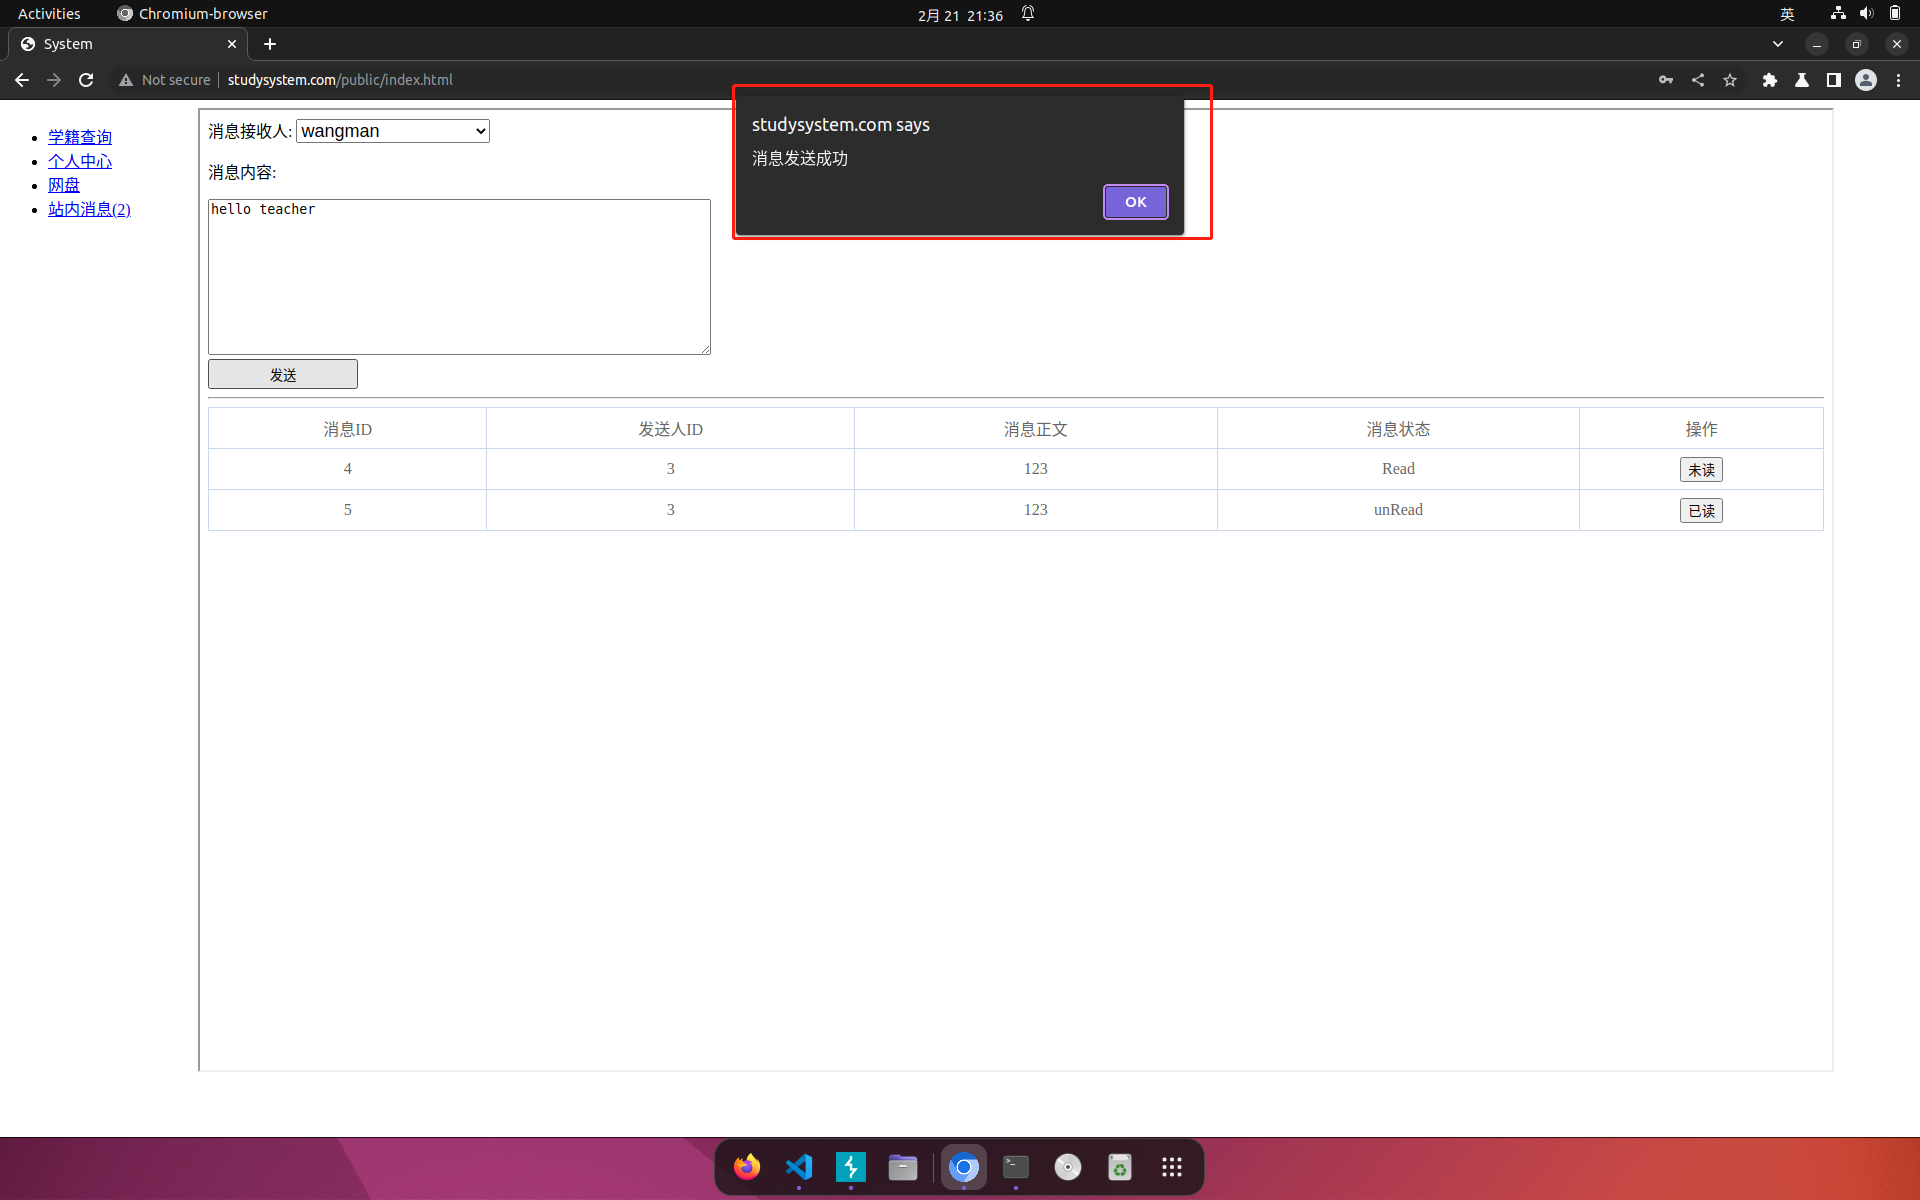 Activities
Chromium-browser
2月 21 21:36
英
System
Not secure
studysystem.com/public/index.html
学籍查询
个人中心
网盘
站内消息(2)
消息接收人: wangman
消息内容:
hello teacher
发送
studysystem.com says
消息发送成功
OK
消息ID 发送人ID 消息正文 消息状态 操作
4 3 123 Read 未读
5 3 123 unRead 已读